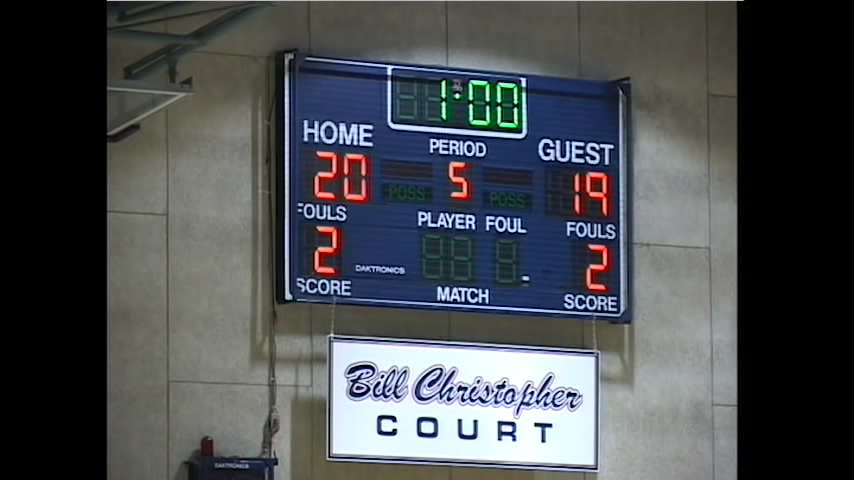 1:00
HOME PERIOD GUEST
20 5 19
POSS POSS
FOULS PLAYER FOUL FOULS
2 2
DAKTRONICS
SCORE MATCH SCORE
Bill Christopher
COURT
DAKTRONICS